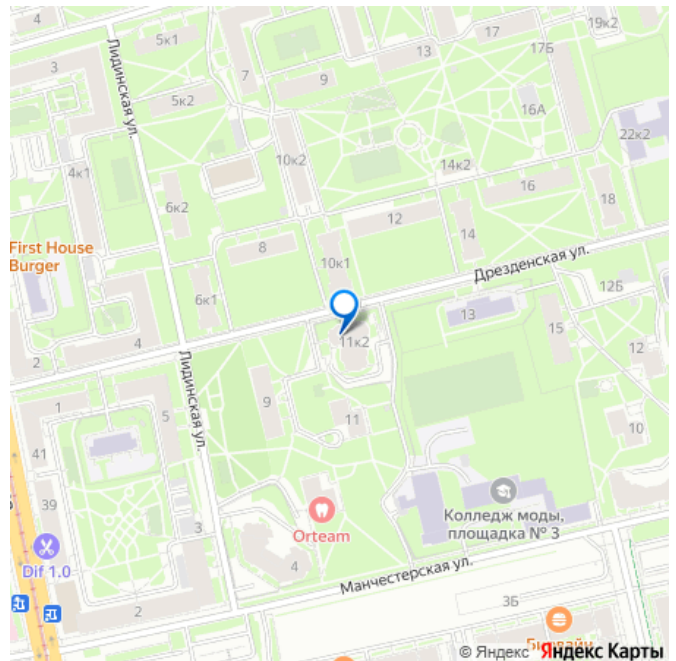 4
5к1
17
19к2
Лидинская ул.
3
7
9
13
17Б
5к2
16А
10к2
22к2
4к1
14к2
6к2
16
18
12
First House
Burger
8
14
10к1
Дрезденская ул.
6к1
12Б
13
15
2
4
11к2
12
Лидинская ул.
9
1
5
11
10
41
39
Колледж моды,
площадка № 3
Orteam
3
Dif 1.0
4
Манчестерская ул.
2
3Б
© Яндекс Яндекс Карты